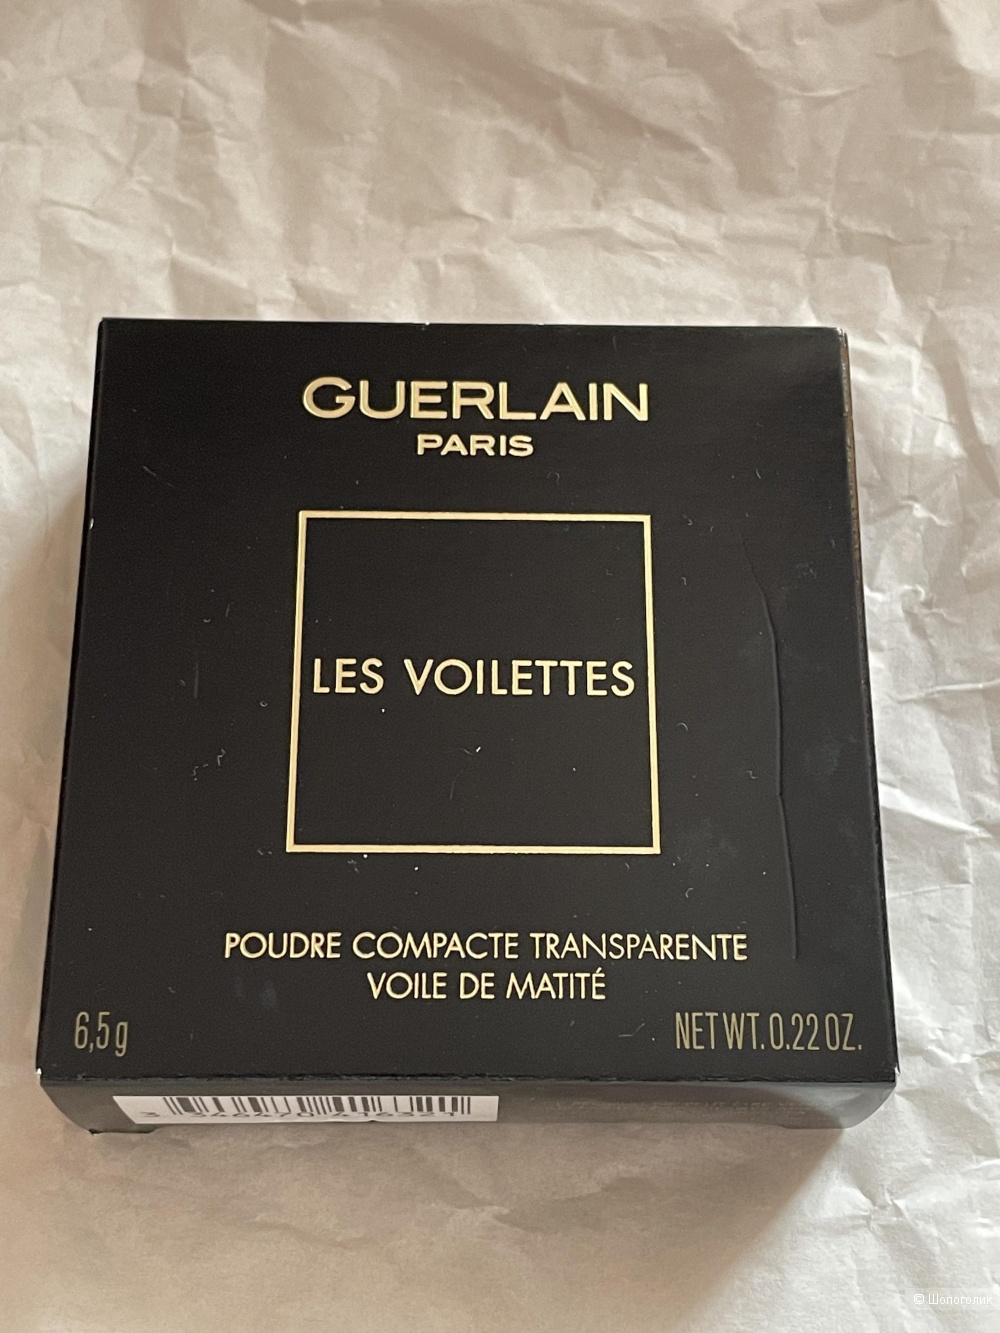 GUERLAIN
PARIS
LES VOILETTES
POUDRE COMPACTE TRANSPARENTE
VOILE DE MATITÉ
6,5g
NET WT. 0.22 OZ.
© Шопоголик